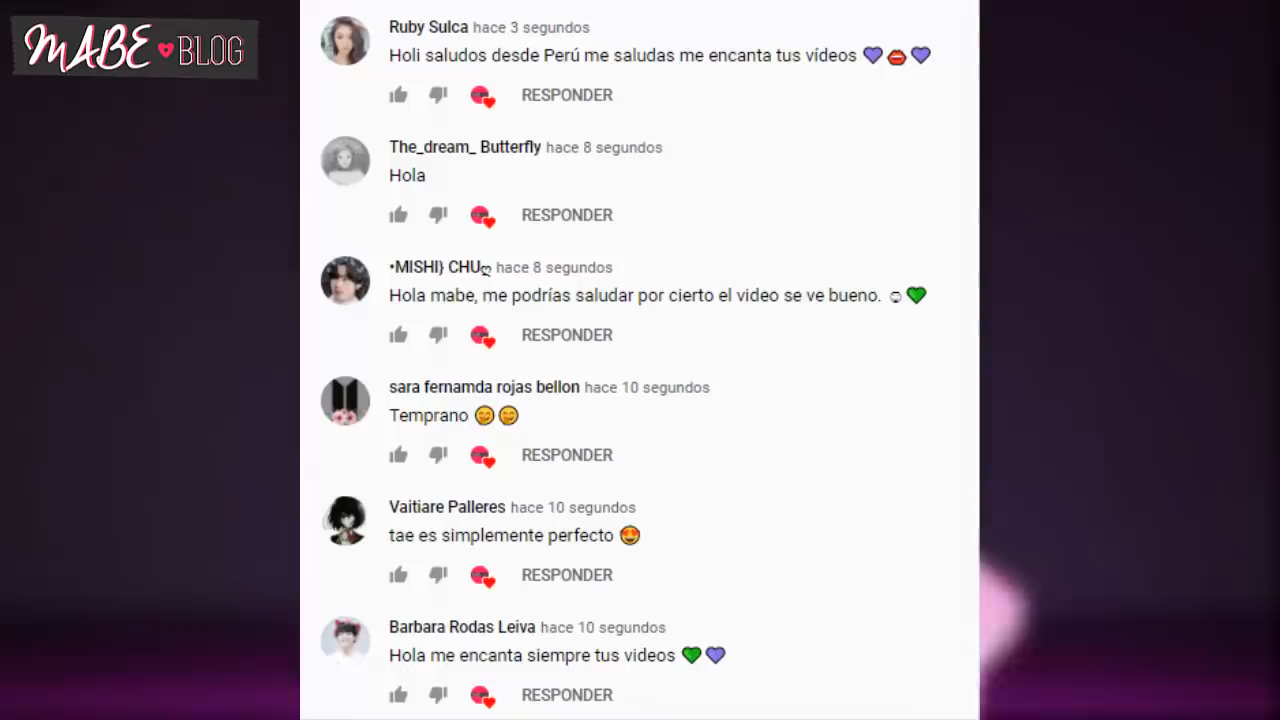 MABE BLOG
Ruby Sulca hace 3 segundos
Holi saludos desde Perú me saludas me encanta tus vídeos 💜👄💜
RESPONDER
The_dream_ Butterfly hace 8 segundos
Hola
RESPONDER
•MISHI} CHUღ hace 8 segundos
Hola mabe, me podrías saludar por cierto el video se ve bueno. ☺💚
RESPONDER
sara fernamda rojas bellon hace 10 segundos
Temprano 🤭🤭
RESPONDER
Vaitiare Palleres hace 10 segundos
tae es simplemente perfecto 😍
RESPONDER
Barbara Rodas Leiva hace 10 segundos
Hola me encanta siempre tus videos 💚💜
RESPONDER